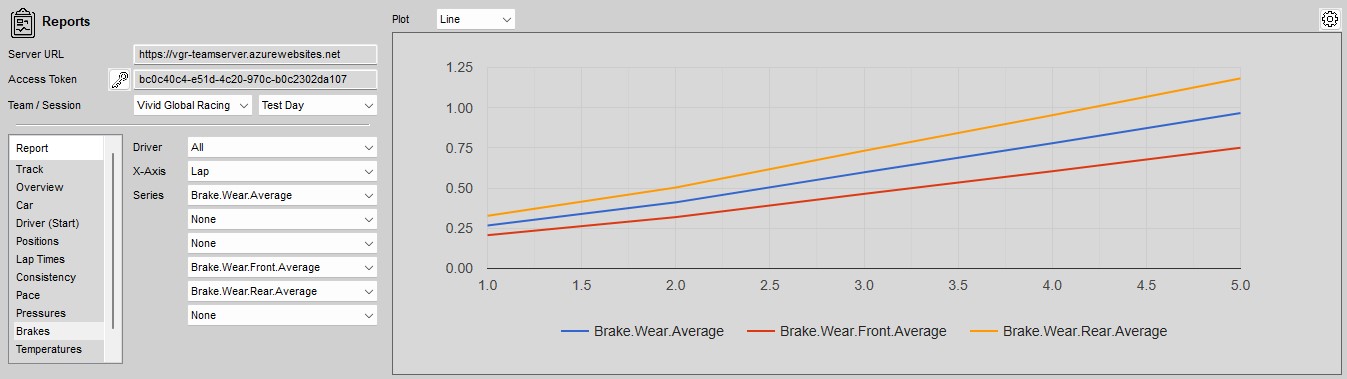 Reports
Server URL https://vgr-teamserver.azurewebsites.net
Access Token bc0c40c4-e51d-4c20-970c-b0c2302da107
Team / Session Vivid Global Racing Test Day
Report
Track
Overview
Car
Driver (Start)
Positions
Lap Times
Consistency
Pace
Pressures
Brakes
Temperatures
Driver All
X-Axis Lap
Series Brake.Wear.Average
None
None
Brake.Wear.Front.Average
Brake.Wear.Rear.Average
None
Plot Line
1.25
1.00
0.75
0.50
0.25
0.00
1.0 1.5 2.0 2.5 3.0 3.5 4.0 4.5 5.0
Brake.Wear.Average Brake.Wear.Front.Average Brake.Wear.Rear.Average